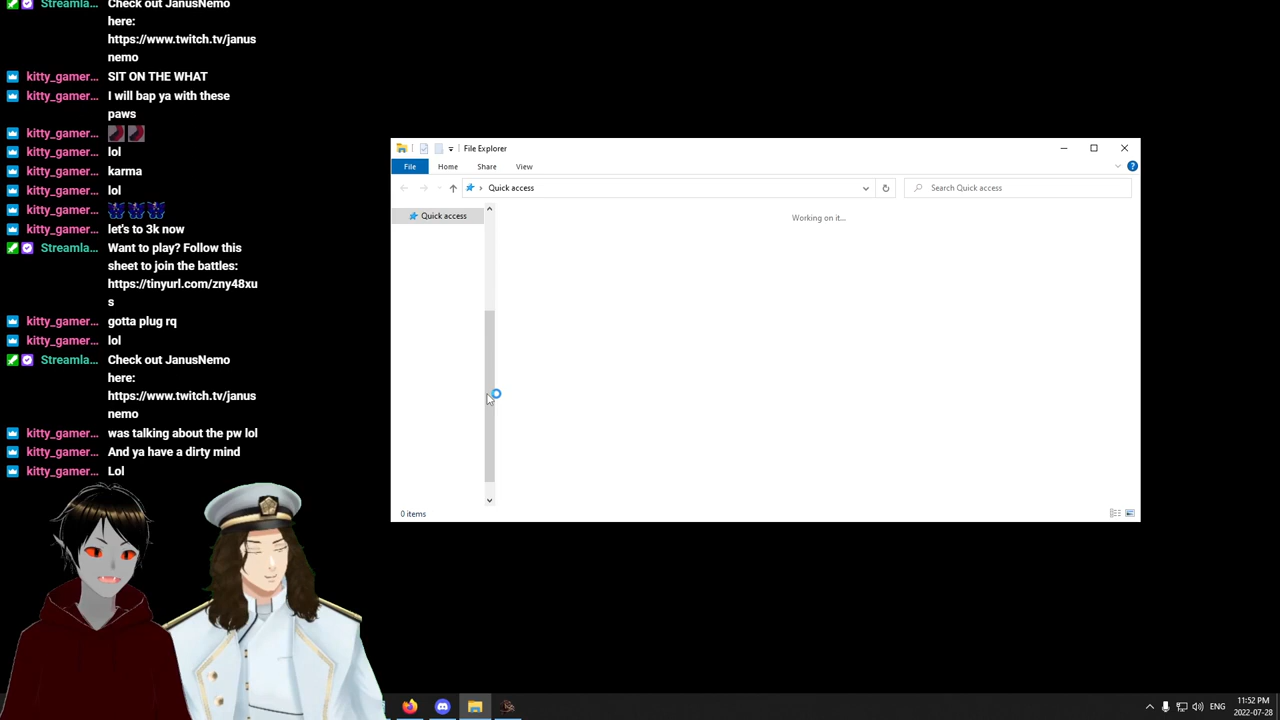 Streamla... Check out JanusNemo
here:
https://www.twitch.tv/janus
nemo
kitty_gamer... SIT ON THE WHAT
kitty_gamer... I will bap ya with these
paws
kitty_gamer...
kitty_gamer... lol
kitty_gamer... karma
kitty_gamer... lol
kitty_gamer...
kitty_gamer... let's to 3k now
Streamla... Want to play? Follow this
sheet to join the battles:
https://tinyurl.com/zny48xu
s
kitty_gamer... gotta plug rq
kitty_gamer... lol
Streamla... Check out JanusNemo
here:
https://www.twitch.tv/janus
nemo
kitty_gamer... was talking about the pw lol
kitty_gamer... And ya have a dirty mind
kitty_gamer... Lol
File Explorer
File Home Share View
Quick access
Search Quick access
Quick access
Working on it...
0 items
ENG
11:52 PM
2022-07-28